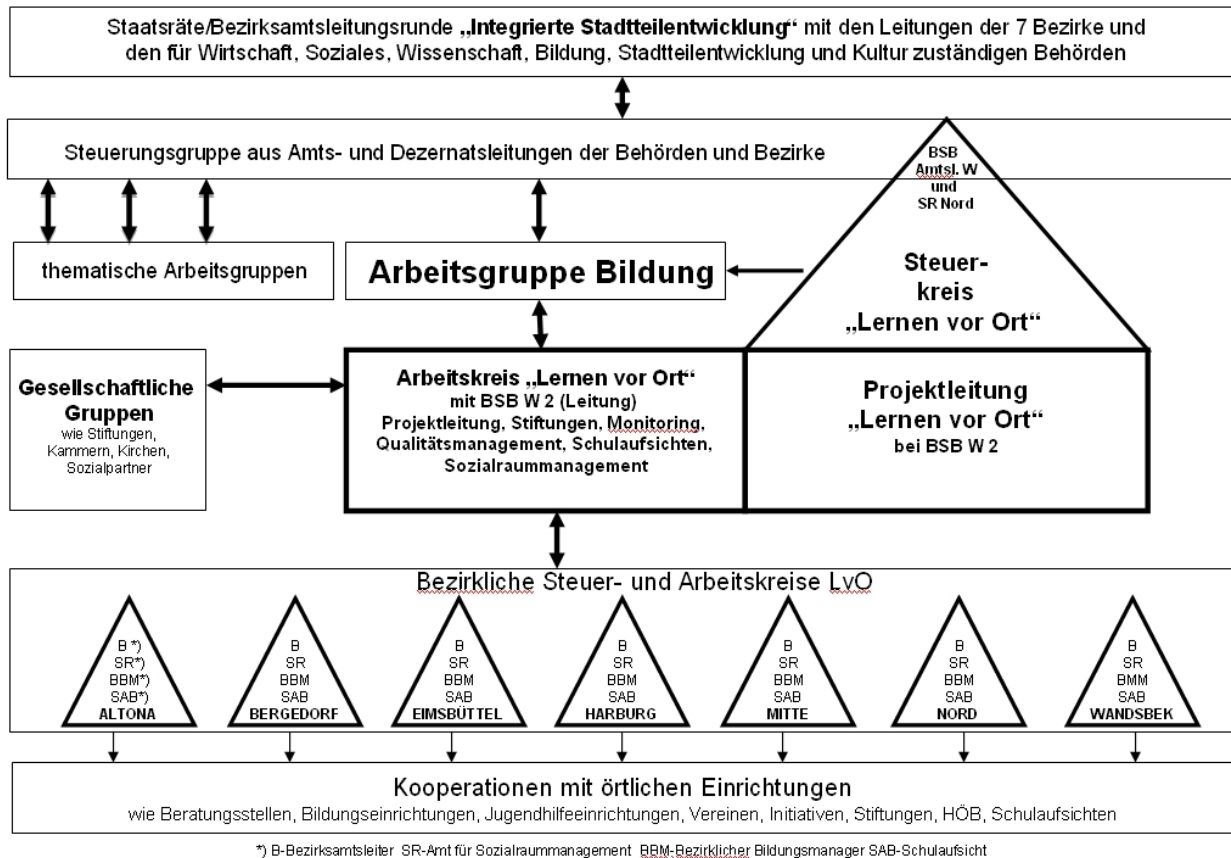 Staatsräte/Bezirksamtsleitungsrunde „Integrierte Stadtteilentwicklung“ mit den Leitungen der 7 Bezirke und
den für Wirtschaft, Soziales, Wissenschaft, Bildung, Stadtteilentwicklung und Kultur zuständigen Behörden
Steuerungsgruppe aus Amts- und Dezernatsleitungen der Behörden und Bezirke
BSB
Amtsl. W
und
SR Nord
thematische Arbeitsgruppen
Arbeitsgruppe Bildung
Steuer-
kreis
„Lernen vor Ort“
Gesellschaftliche
Gruppen
wie Stiftungen,
Kammern, Kirchen,
Sozialpartner
Arbeitskreis „Lernen vor Ort“
mit BSB W 2 (Leitung)
Projektleitung, Stiftungen, Monitoring,
Qualitätsmanagement, Schulaufsichten,
Sozialraummanagement
Projektleitung
„Lernen vor Ort“
bei BSB W 2
Bezirkliche Steuer- und Arbeitskreise LvO
B *)
SR*)
BBM*)
SAB*)
ALTONA
B
SR
BBM
SAB
BERGEDORF
B
SR
BBM
SAB
EIMSBÜTTEL
B
SR
BBM
SAB
HARBURG
B
SR
BBM
SAB
MITTE
B
SR
BBM
SAB
NORD
B
SR
BMM
SAB
WANDSBEK
Kooperationen mit örtlichen Einrichtungen
wie Beratungsstellen, Bildungseinrichtungen, Jugendhilfeeinrichtungen, Vereinen, Initiativen, Stiftungen, HÖB, Schulaufsichten
*) B-Bezirksamtsleiter SR-Amt für Sozialraummanagement BBM-Bezirklicher Bildungsmanager SAB-Schulaufsicht